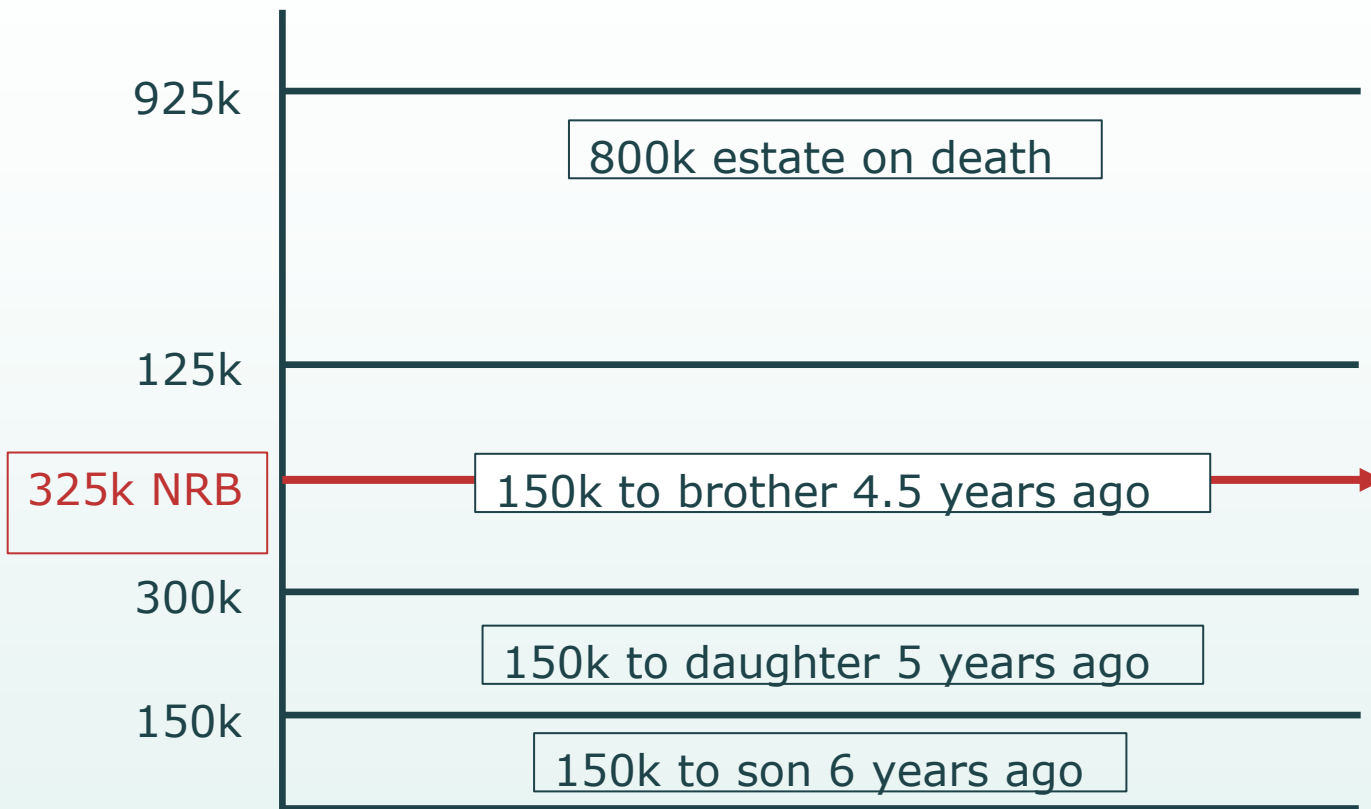 925k
800k estate on death
125k
325k NRB
150k to brother 4.5 years ago
300k
150k to daughter 5 years ago
150k
150k to son 6 years ago